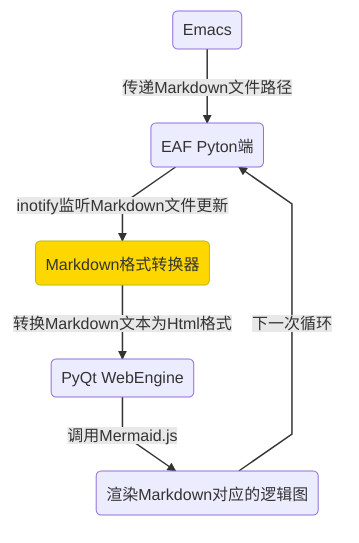 Emacs
传递Markdown文件路径
EAF Pyton端
inotify监听Markdown文件更新
Markdown格式转换器
转换Markdown文本为Html格式
下一次循环
PyQt WebEngine
调用Mermaid.js
渲染Markdown对应的逻辑图